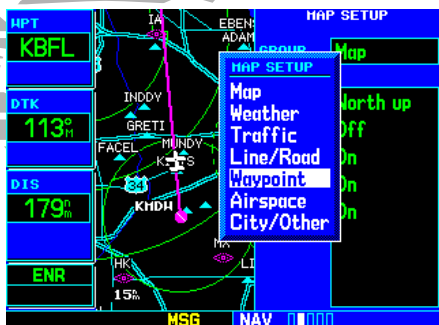 WPT
KBFL
DTK
113°M
DIS
179nm
ENR
IA
EBEN
ADAM
INDDY
GRETI
FACEL
MUNDY
K S
34
KHDW
HK
LI
15nm
MAP SETUP
GROUP Map
North up
Off
On
On
On
MAP SETUP
Map
Weather
Traffic
Line/Road
Waypoint
Airspace
City/Other
MSG
NAV